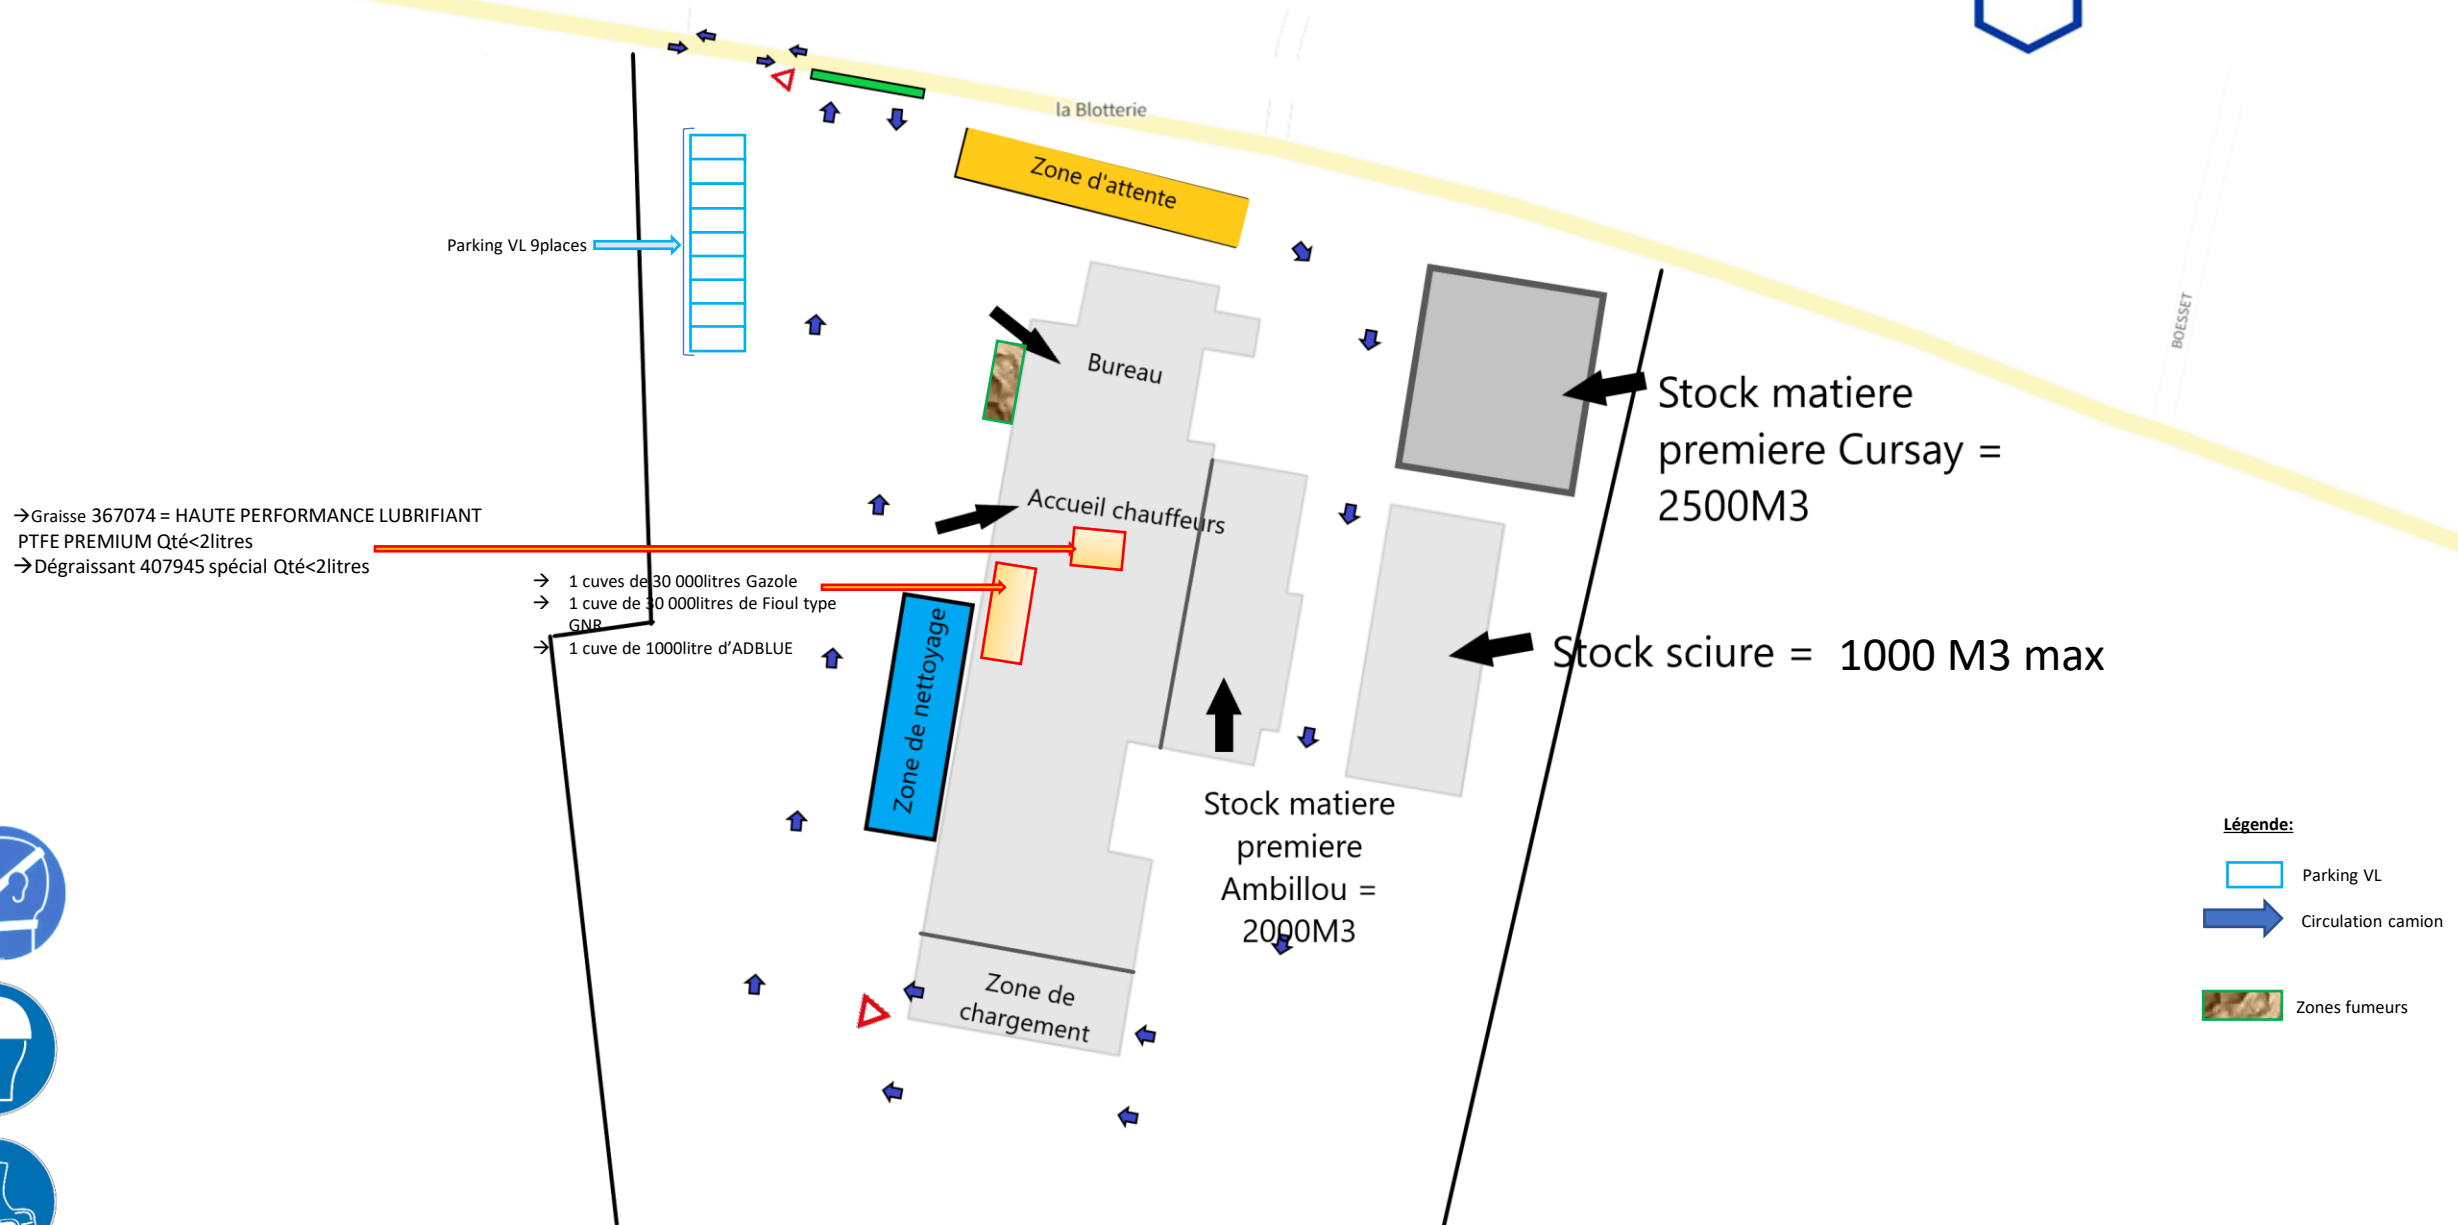 la Blotterie
Zone d'attente
Parking VL 9places
BOESSET
Bureau
Stock matiere
premiere Cursay =
2500M3
Accueil chauffeurs
→Graisse 367074 = HAUTE PERFORMANCE LUBRIFIANT
PTFE PREMIUM Qté<2litres
→Dégraissant 407945 spécial Qté<2litres
→ 1 cuves de 30 000litres Gazole
→ 1 cuve de 30 000litres de Fioul type
GNR
→ 1 cuve de 1000litre d’ADBLUE
Zone de nettoyage
Stock sciure = 1000 M3 max
Stock matiere
premiere
Ambillou =
2000M3
Zone de
chargement
Légende:
Parking VL
Circulation camion
Zones fumeurs